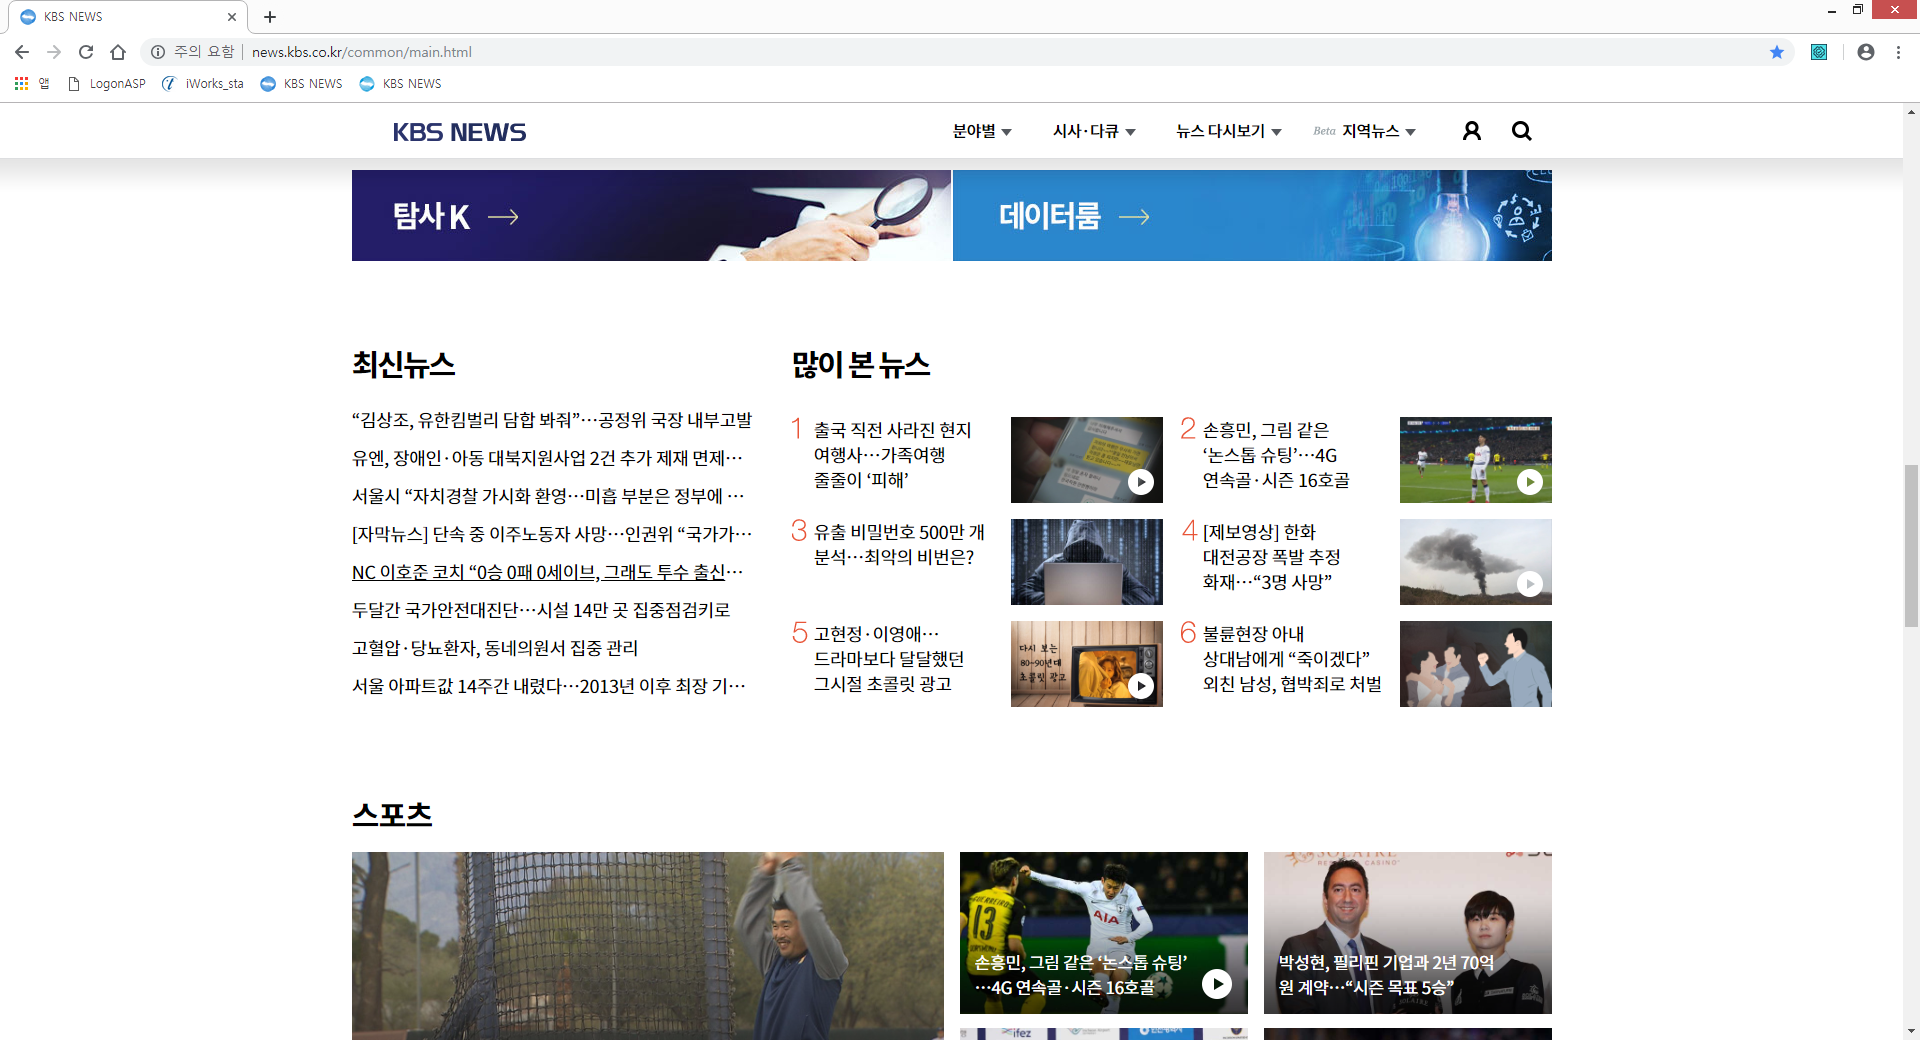 KBS NEWS
주의 요함
news.kbs.co.kr/common/main.html
앱
LogonASP
iWorks_sta
KBS NEWS
KBS NEWS
KBS NEWS
분야별
시사·다큐
뉴스 다시보기
Beta 지역뉴스
탐사 K
데이터룸
최신뉴스
“김상조, 유한킴벌리 담합 봐줘”…공정위 국장 내부고발
유엔, 장애인·아동 대북지원사업 2건 추가 제재 면제…
서울시 “자치경찰 가시화 환영…미흡 부분은 정부에 …
[자막뉴스] 단속 중 이주노동자 사망…인권위 “국가가…
NC 이호준 코치 “0승 0패 0세이브, 그래도 투수 출신…
두달간 국가안전대진단…시설 14만 곳 집중점검키로
고혈압·당뇨환자, 동네의원서 집중 관리
서울 아파트값 14주간 내렸다…2013년 이후 최장 기…
많이 본 뉴스
1 출국 직전 사라진 현지
여행사…가족여행
줄줄이 ‘피해’
2 손흥민, 그림 같은
‘논스톱 슈팅’…4G
연속골·시즌 16호골
3 유출 비밀번호 500만 개
분석…최악의 비번은?
4 [제보영상] 한화
대전공장 폭발 추정
화재…“3명 사망”
5 고현정·이영애…
드라마보다 달달했던
그시절 초콜릿 광고
다시 보는
80~90년대
초콜릿 광고
6 불륜현장 아내
상대남에게 “죽이겠다”
외친 남성, 협박죄로 처벌
스포츠
13
AIA
손흥민, 그림 같은 ‘논스톱 슈팅’
…4G 연속골·시즌 16호골
SOLAIRE
박성현, 필리핀 기업과 2년 70억
원 계약…“시즌 목표 5승”
ifez